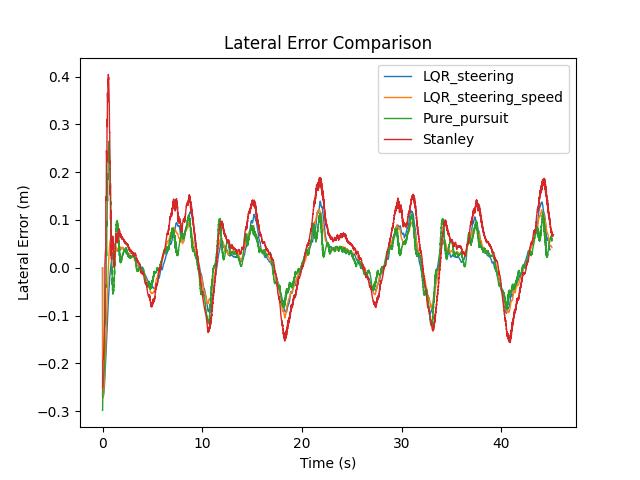 Lateral Error Comparison
LQR_steering
LQR_steering_speed
Pure_pursuit
Stanley
Lateral Error (m)
0.4
0.3
0.2
0.1
0.0
−0.1
−0.2
−0.3
0 10 20 30 40
Time (s)